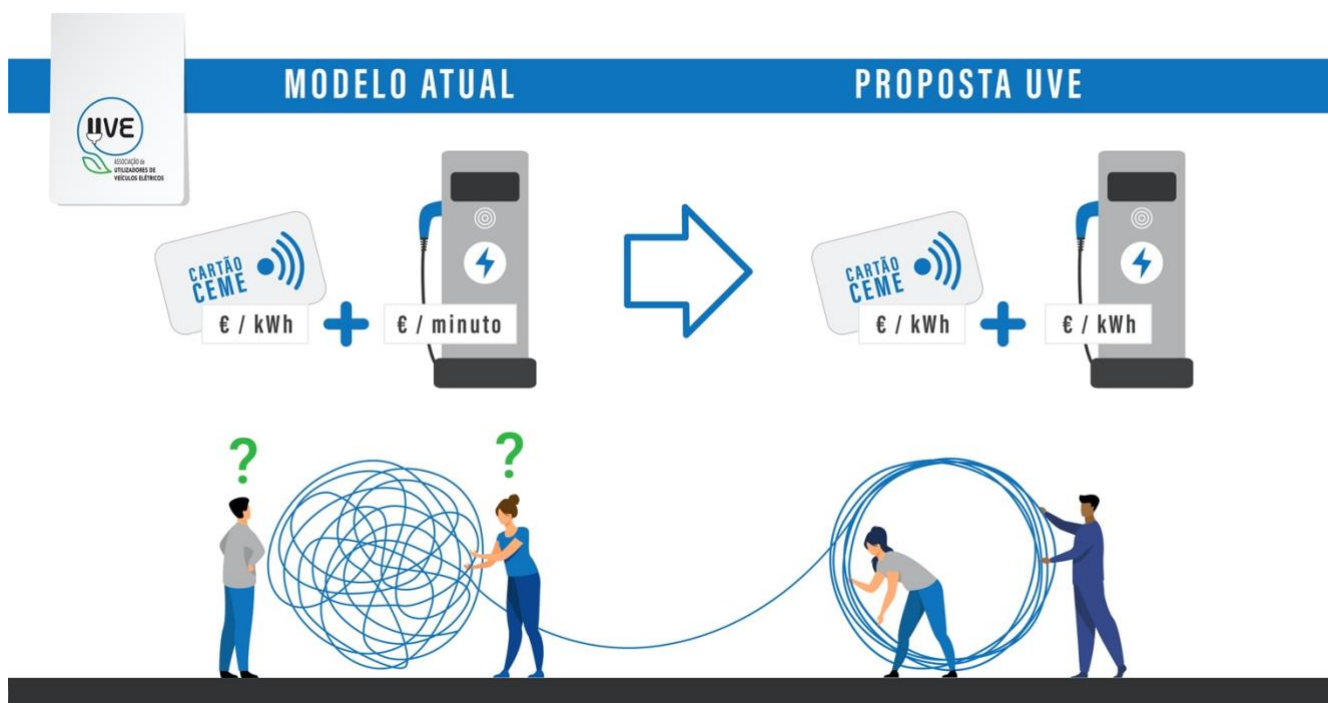 UVE
ASSOCIAÇÃO de
UTILIZADORES DE
VEÍCULOS ELÉTRICOS
MODELO ATUAL
PROPOSTA UVE
CARTÃO
CEME
€ / kWh
+
€ / minuto
CARTÃO
CEME
€ / kWh
+
€ / kWh
?
?